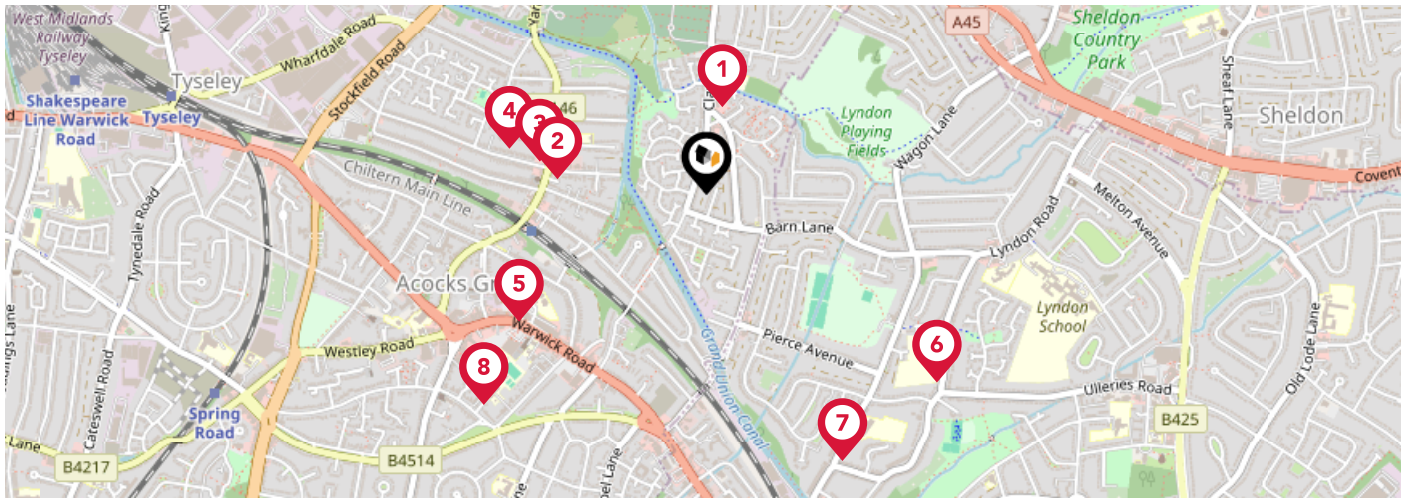 West Midlands
Railway
Tyseley
Tyseley
Wharfdale Road
Stockfield Road
Shakespeare
Line Warwick
Road
Tyseley
Chiltern Main Line
Tynedale Road
4
3
2
1
A45
Sheldon
Country
Park
Sheaf Lane
Sheldon
Lyndon
Playing
Fields
Wagon Lane
Barn Lane
Lyndon Road
Melton Avenue
Lyndon
School
Acocks
5
Warwick Road
Westley Road
8
Cateswell Road
Spring
Road
Lane
B4217
B4514
Grand Union Canal
Pierce Avenue
6
7
Ulleries Road
Old Lode Lane
B425